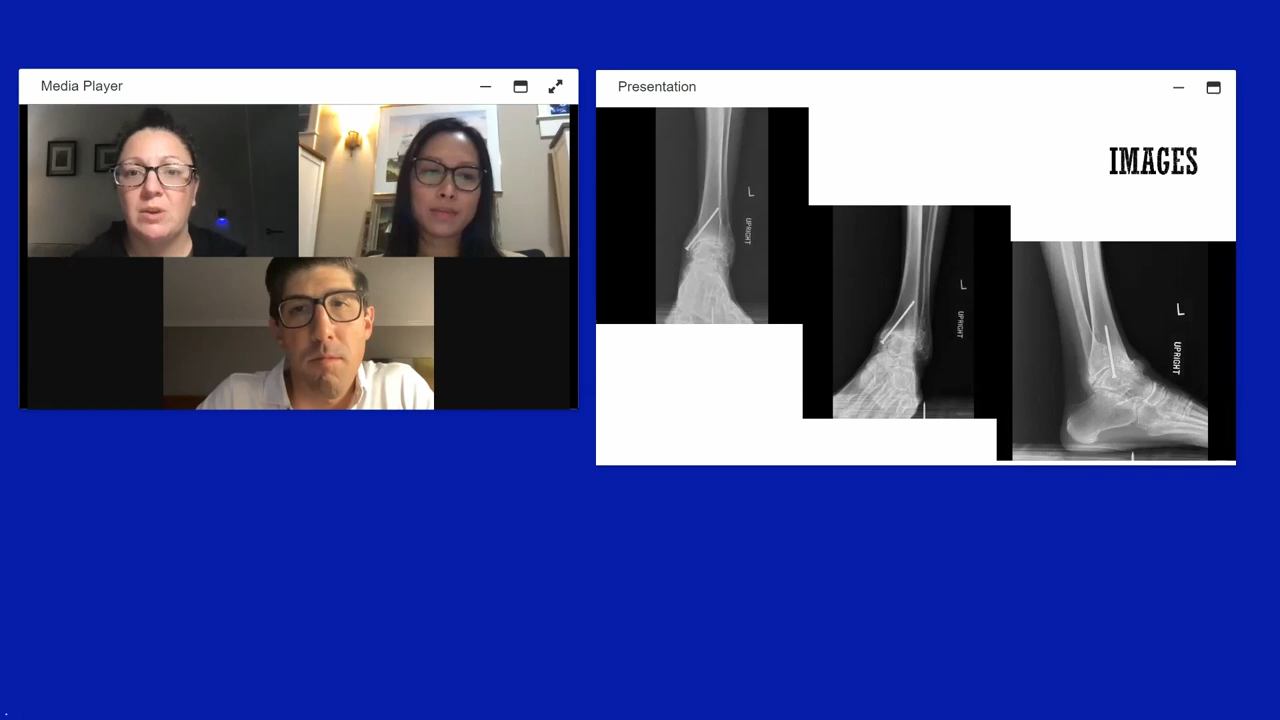 Media Player
Presentation
IMAGES
L
UPRIGHT
L
UPRIGHT
L
UPRIGHT